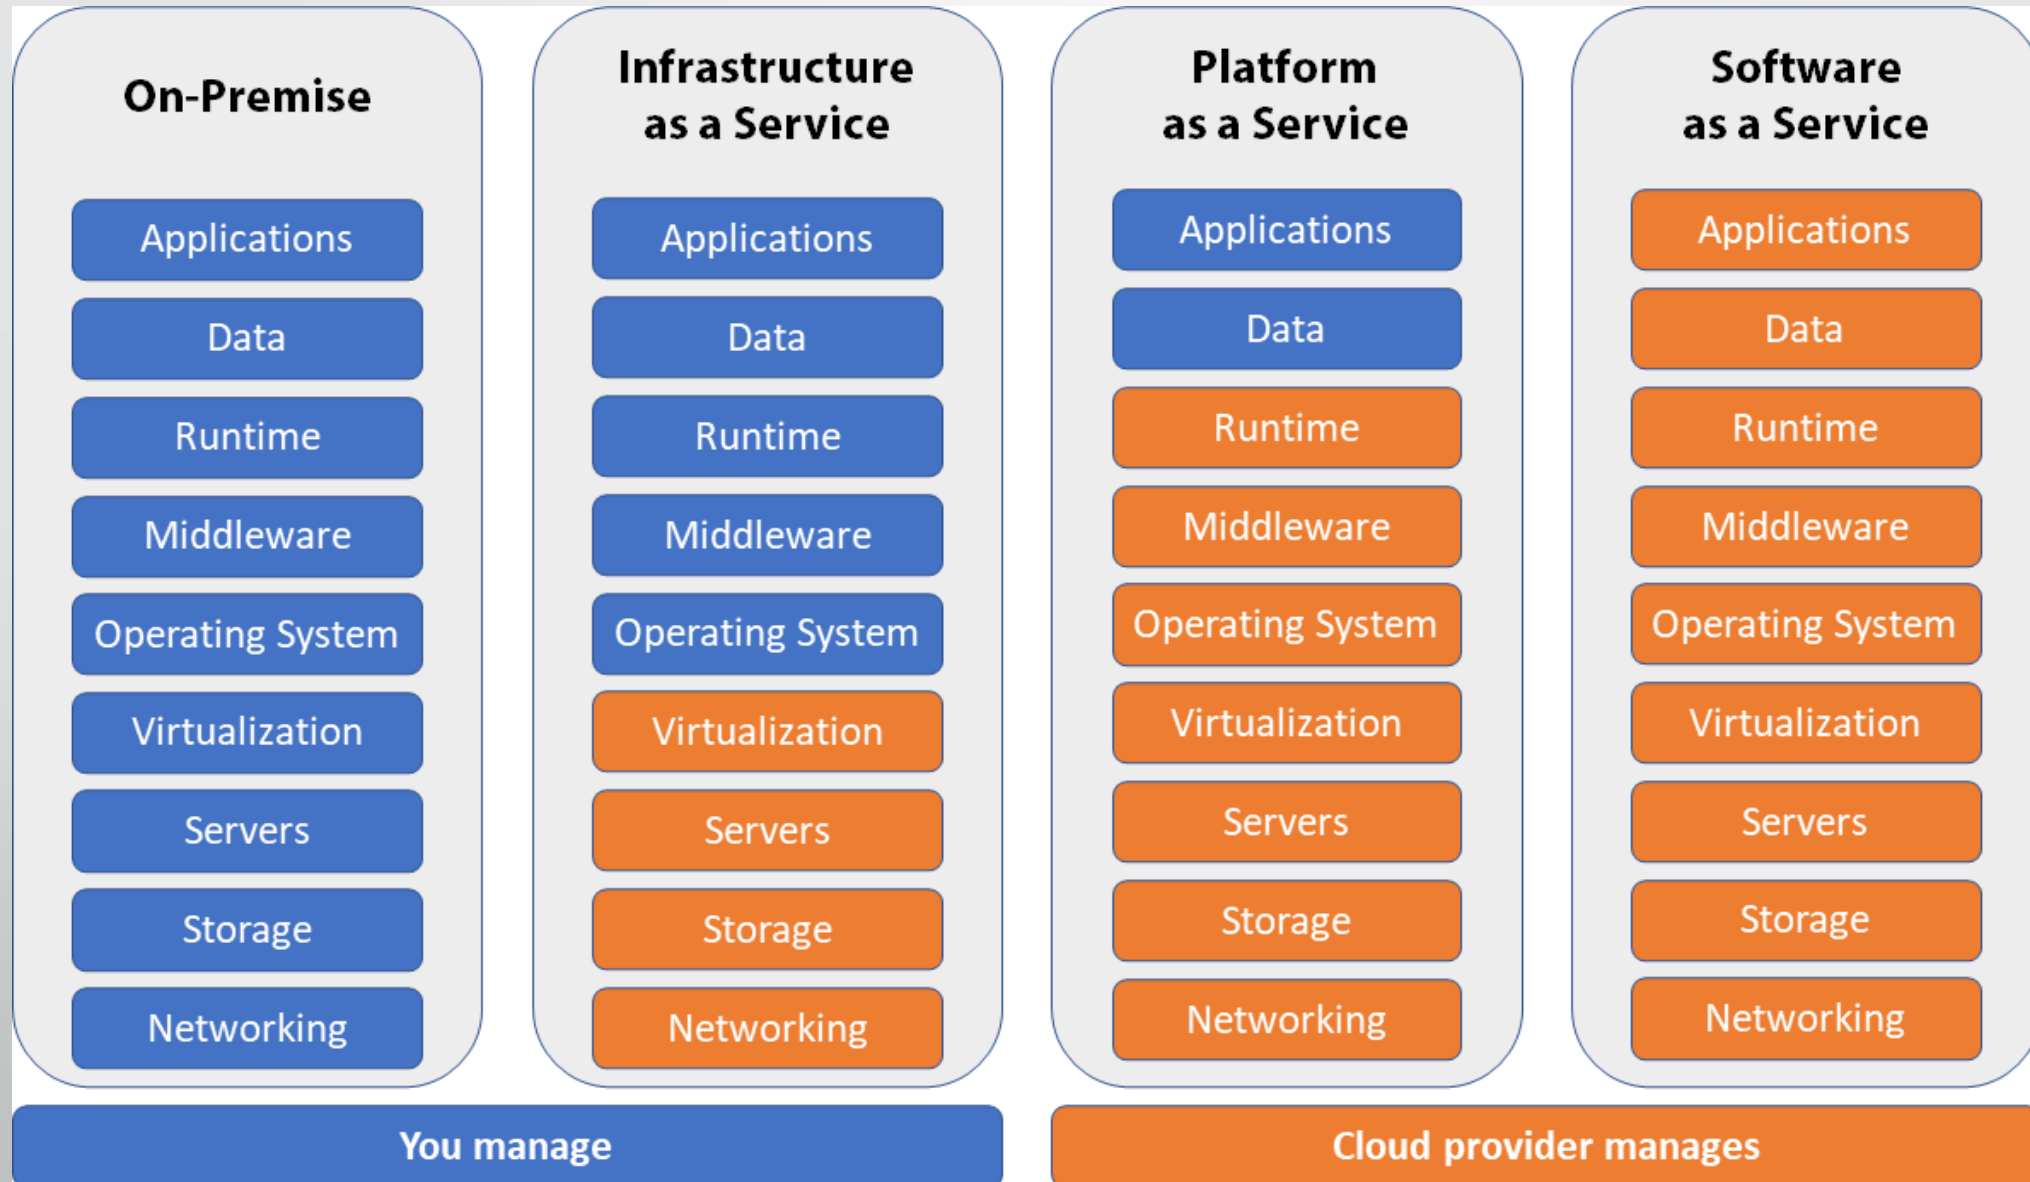 On-Premise
Applications
Data
Runtime
Middleware
Operating System
Virtualization
Servers
Storage
Networking
Infrastructure
as a Service
Applications
Data
Runtime
Middleware
Operating System
Virtualization
Servers
Storage
Networking
Platform
as a Service
Applications
Data
Runtime
Middleware
Operating System
Virtualization
Servers
Storage
Networking
Software
as a Service
Applications
Data
Runtime
Middleware
Operating System
Virtualization
Servers
Storage
Networking
You manage
Cloud provider manages